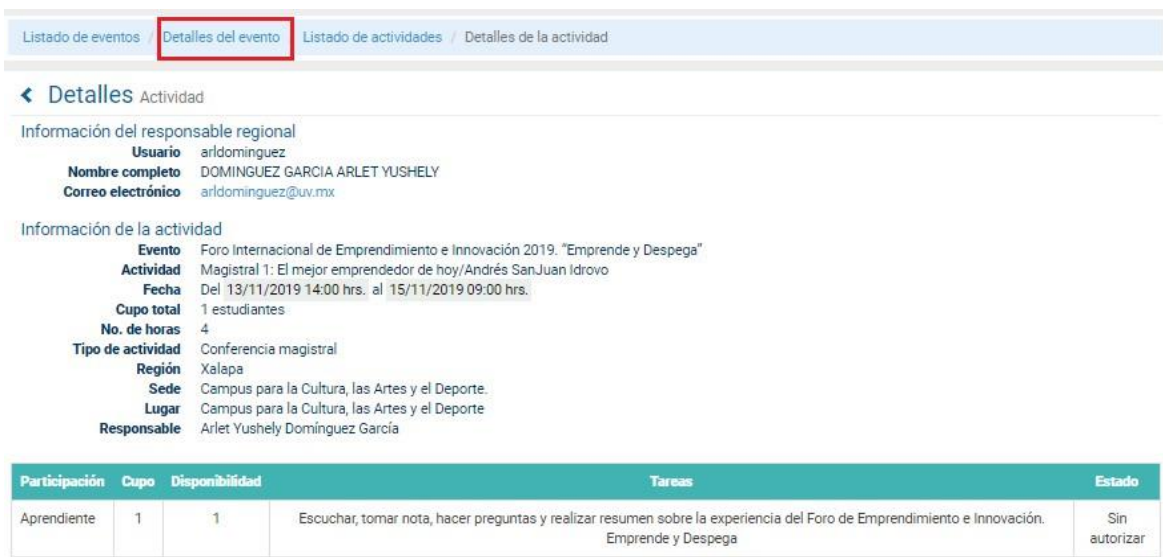 Listado de eventos / Detalles del evento Listado de actividades / Detalles de la actividad
Detalles Actividad
Información del responsable regional
Usuario arldominguez
Nombre completo DOMINGUEZ GARCIA ARLET YUSHELY
Correo electrónico arldominguez@uv.mx
Información de la actividad
Evento Foro Internacional de Emprendimiento e Innovación 2019. “Emprende y Despega”
Actividad Magistral 1: El mejor emprendedor de hoy/Andrés SanJuan Idrovo
Fecha Del 13/11/2019 14:00 hrs. al 15/11/2019 09:00 hrs.
Cupo total 1 estudiantes
No. de horas 4
Tipo de actividad Conferencia magistral
Región Xalapa
Sede Campus para la Cultura, las Artes y el Deporte.
Lugar Campus para la Cultura, las Artes y el Deporte
Responsable Arlet Yushely Domínguez García
Participación Cupo Disponibilidad Tareas Estado
Aprendiente 1 1 Escuchar, tomar nota, hacer preguntas y realizar resumen sobre la experiencia del Foro de Emprendimiento e Innovación. Sin
Emprende y Despega autorizar